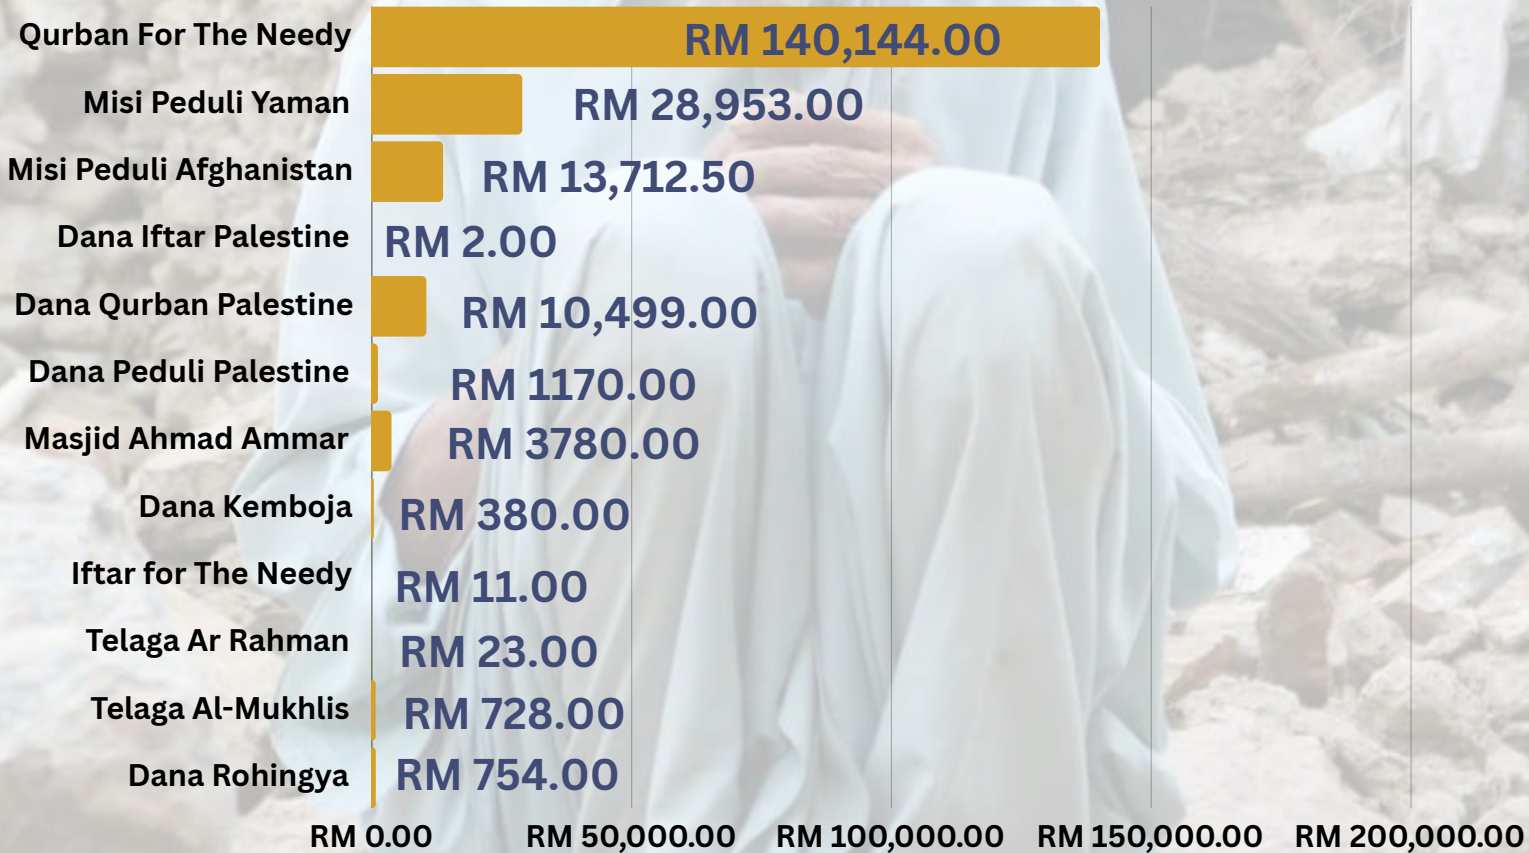 Qurban For The Needy RM 140,144.00
Misi Peduli Yaman RM 28,953.00
Misi Peduli Afghanistan RM 13,712.50
Dana Iftar Palestine RM 2.00
Dana Qurban Palestine RM 10,499.00
Dana Peduli Palestine RM 1170.00
Masjid Ahmad Ammar RM 3780.00
Dana Kemboja RM 380.00
Iftar for The Needy RM 11.00
Telaga Ar Rahman RM 23.00
Telaga Al-Mukhlis RM 728.00
Dana Rohingya RM 754.00
RM 0.00 RM 50,000.00 RM 100,000.00 RM 150,000.00 RM 200,000.00